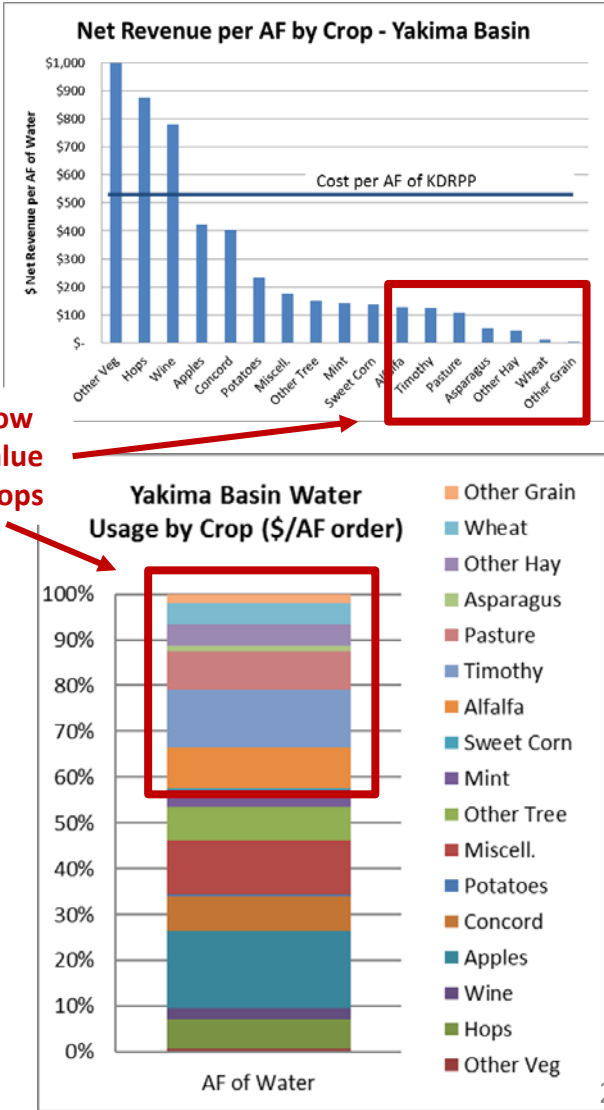 Net Revenue per AF by Crop - Yakima Basin
$ Net Revenue per AF of Water
$1,000
$900
$800
$700
$600
$500
$400
$300
$200
$100
$-
Cost per AF of KDRPP
Other Veg
Hops
Wine
Apples
Concord
Potatoes
Miscell.
Other Tree
Mint
Sweet Corn
Alfalfa
Timothy
Pasture
Asparagus
Other Hay
Wheat
Other Grain
ow
alue
ops
Yakima Basin Water
Usage by Crop ($/AF order)
100%
90%
80%
70%
60%
50%
40%
30%
20%
10%
0%
AF of Water
Other Grain
Wheat
Other Hay
Asparagus
Pasture
Timothy
Alfalfa
Sweet Corn
Mint
Other Tree
Miscell.
Potatoes
Concord
Apples
Wine
Hops
Other Veg